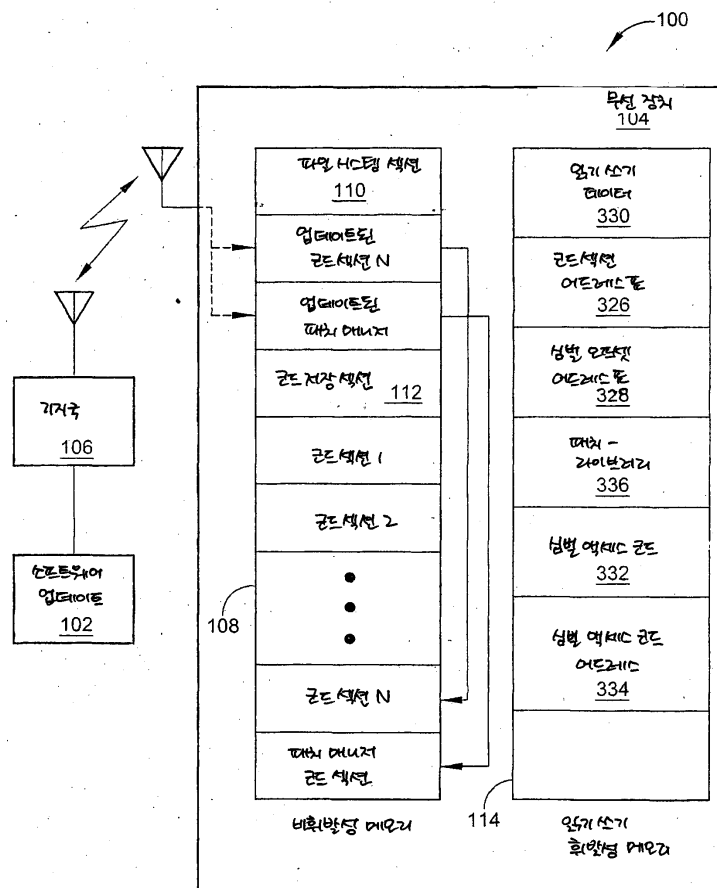 100
무선 장치
104
파일 시스템 섹션
110
업데이트된
코드섹션 N
업데이트된
패치 매니저
코드 저장 섹션
112
코드섹션 1
코드섹션 2
코드섹션 N
패치 매니저
코드 섹션
108
비휘발성 메모리
읽기 쓰기
데이터
330
코드섹션
어드레스표
326
심벌 오프셋
어드레스표
328
패치-
라이브러리
336
심벌 액세스 코드
332
심벌 액세스 코드
어드레스
334
114
읽기 쓰기
휘발성 메모리
기지국
106
소프트웨어
업데이트
102